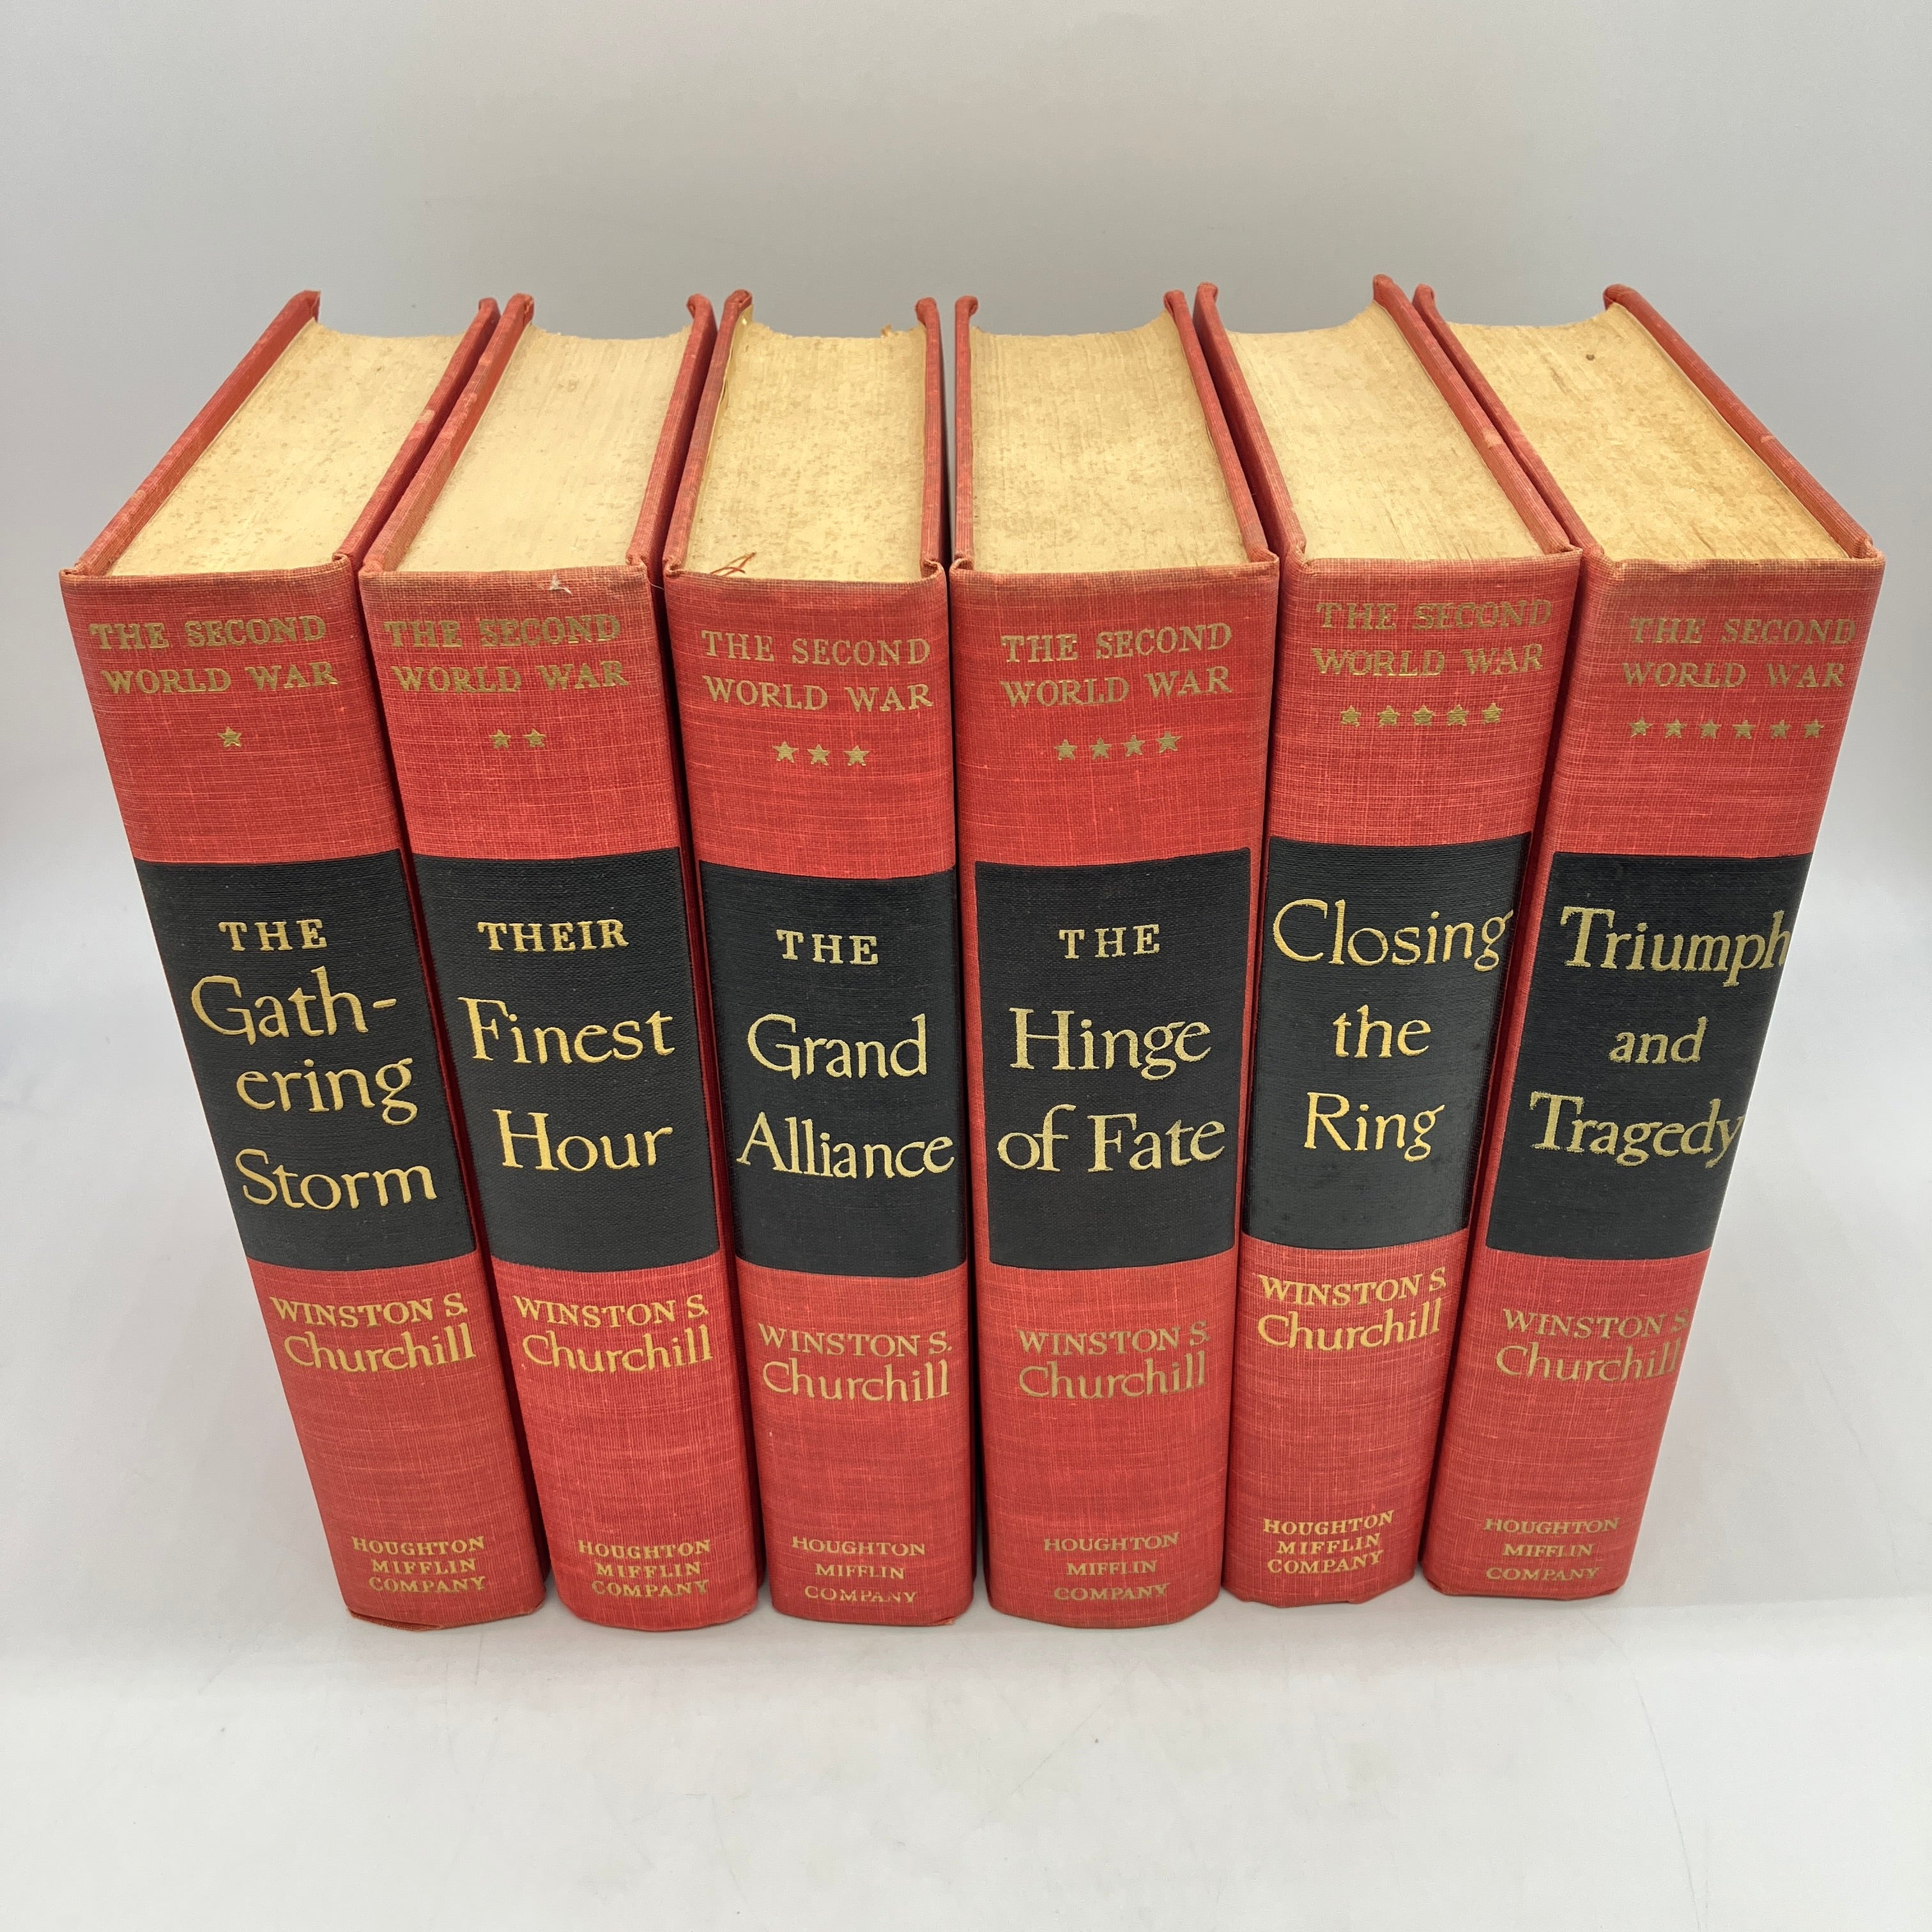 THE SECOND
WORLD WAR
THE
Gath-
ering
Storm
WINSTON S.
Churchill
HOUGHTON
MIFFLIN
COMPANY
THE SECOND
WORLD WAR
THEIR
Finest
Hour
WINSTON S.
Churchill
HOUGHTON
MIFFLIN
COMPANY
THE SECOND
WORLD WAR
THE
Grand
Alliance
WINSTON S.
Churchill
HOUGHTON
MIFFLIN
COMPANY
THE SECOND
WORLD WAR
THE
Hinge
of Fate
WINSTON S.
Churchill
HOUGHTON
MIFFLIN
COMPANY
THE SECOND
WORLD WAR
Closing
the
Ring
WINSTON S.
Churchill
HOUGHTON
MIFFLIN
COMPANY
THE SECOND
WORLD WAR
Triumph
and
Tragedy
WINSTON S.
Churchill
HOUGHTON
MIFFLIN
COMPANY